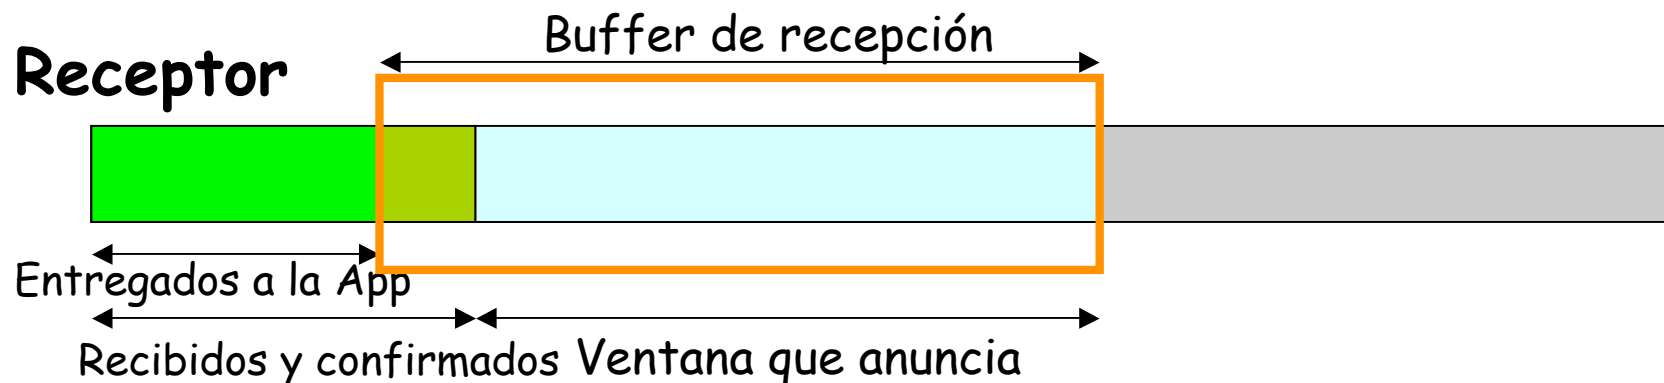 Buffer de recepción
Receptor
Entregados a la App
Recibidos y confirmados
Ventana que anuncia